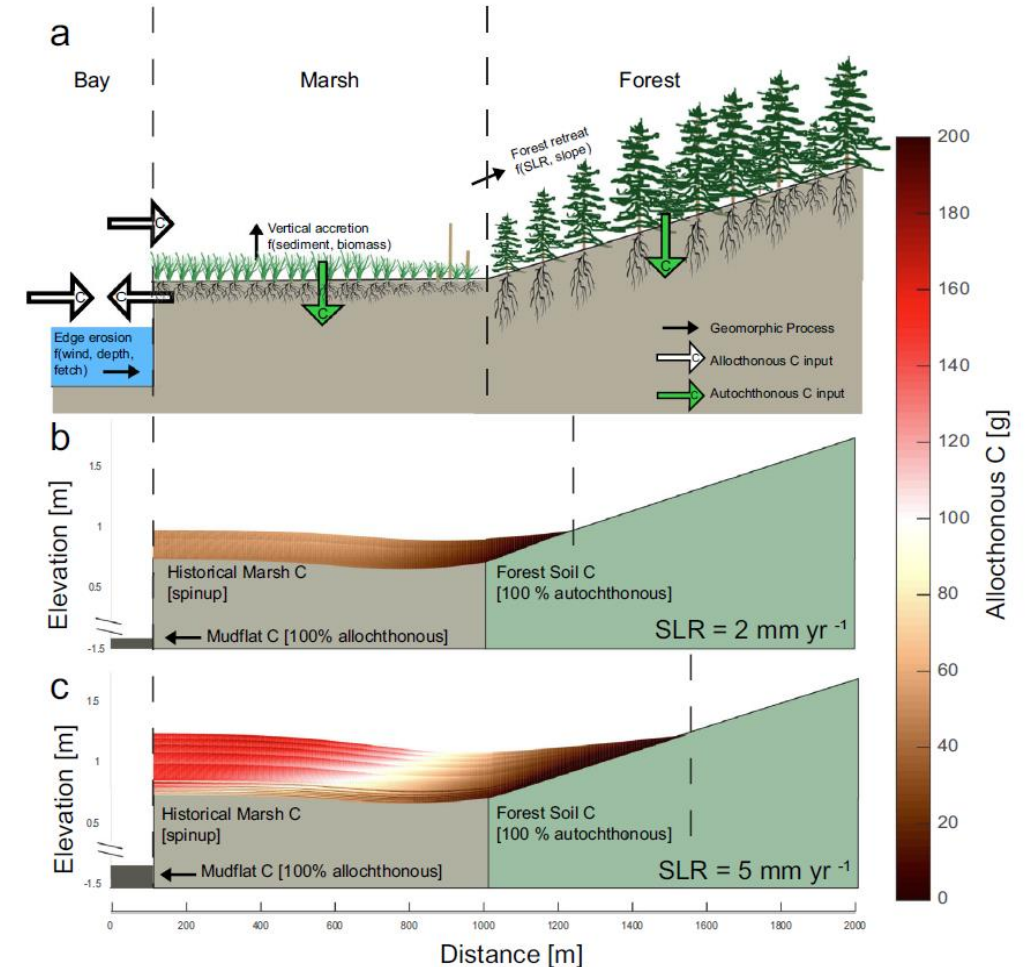 a
Bay
Marsh
Forest
Forest retreat
f(SLR, slope)
C
Vertical accretion
f(sediment, biomass)
C
C
C
C
Edge erosion
f(wind, depth,
fetch)
Geomorphic Process
C
Allocthonous C input
C
Autochthonous C input
b
Elevation [m]
1.5
1
0.5
-1.5
Historical Marsh C
[spinup]
Mudflat C [100% allochthonous]
Forest Soil C
[100 % autochthonous]
SLR = 2 mm yr -1
c
Elevation [m]
1.5
1
0.5
-1.5
Historical Marsh C
[spinup]
Mudflat C [100% allochthonous]
Forest Soil C
[100 % autochthonous]
SLR = 5 mm yr -1
0 200 400 600 800 1000 1200 1400 1600 1800 2000
Distance [m]
200
180
160
140
120
100
80
60
40
20
0
Allocthonous C [g]